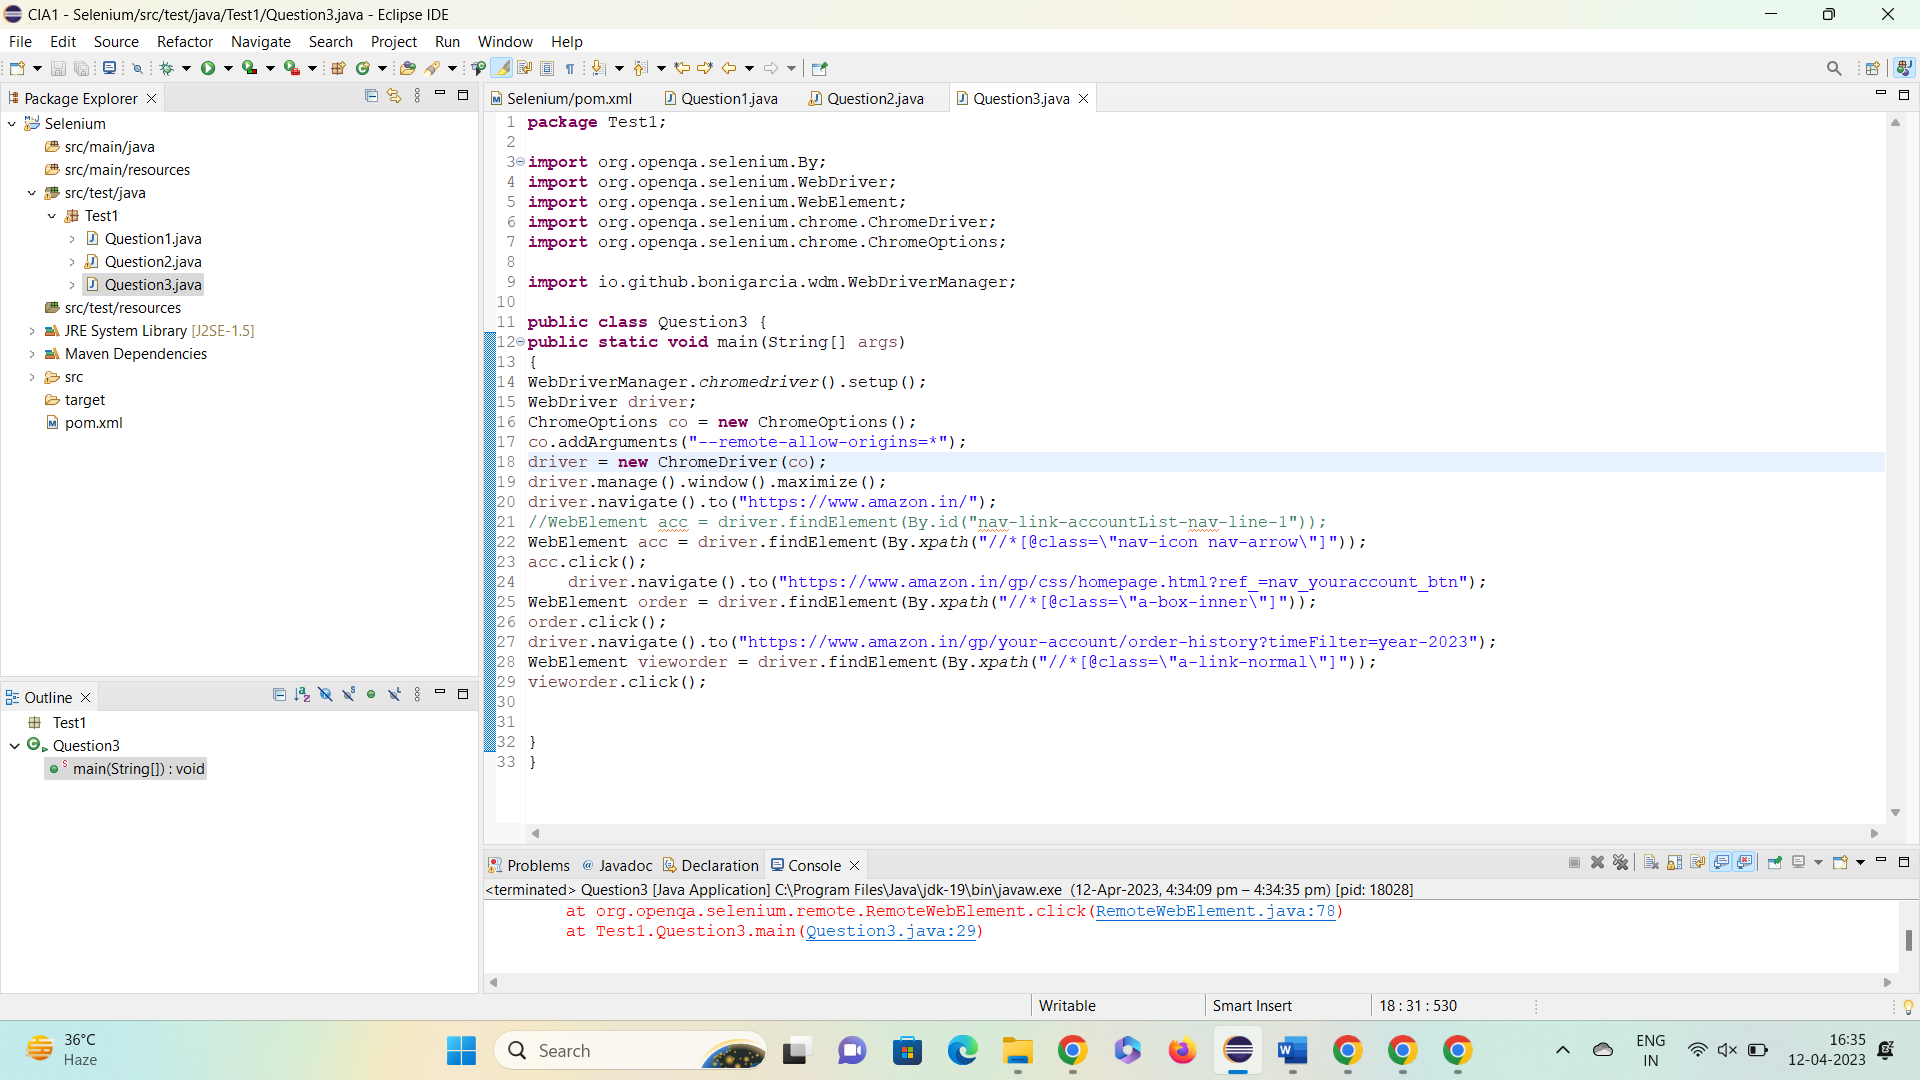 CIA1 - Selenium/src/test/java/Test1/Question3.java - Eclipse IDE
File Edit Source Refactor Navigate Search Project Run Window Help
Package Explorer
Selenium
src/main/java
src/main/resources
src/test/java
Test1
Question1.java
Question2.java
Question3.java
src/test/resources
JRE System Library [J2SE-1.5]
Maven Dependencies
src
target
pom.xml
Outline
Test1
Question3
main(String[]) : void
Selenium/pom.xml Question1.java Question2.java Question3.java
1 package Test1;
2
3 import org.openqa.selenium.By;
4 import org.openqa.selenium.WebDriver;
5 import org.openqa.selenium.WebElement;
6 import org.openqa.selenium.chrome.ChromeDriver;
7 import org.openqa.selenium.chrome.ChromeOptions;
8
9 import io.github.bonigarcia.wdm.WebDriverManager;
10
11 public class Question3 {
12 public static void main(String[] args)
13 {
14 WebDriverManager.chromedriver().setup();
15 WebDriver driver;
16 ChromeOptions co = new ChromeOptions();
17 co.addArguments("--remote-allow-origins=*");
18 driver = new ChromeDriver(co);
19 driver.manage().window().maximize();
20 driver.navigate().to("https://www.amazon.in/");
21 //WebElement acc = driver.findElement(By.id("nav-link-accountList-nav-line-1"));
22 WebElement acc = driver.findElement(By.xpath("//*[@class=\"nav-icon nav-arrow\"]"));
23 acc.click();
24 driver.navigate().to("https://www.amazon.in/gp/css/homepage.html?ref_=nav_youraccount_btn");
25 WebElement order = driver.findElement(By.xpath("//*[@class=\"a-box-inner\"]"));
26 order.click();
27 driver.navigate().to("https://www.amazon.in/gp/your-account/order-history?timeFilter=year-2023");
28 WebElement vieworder = driver.findElement(By.xpath("//*[@class=\"a-link-normal\"]"));
29 vieworder.click();
30
31
32 }
33 }
Problems @ Javadoc Declaration Console
<terminated> Question3 [Java Application] C:\Program Files\Java\jdk-19\bin\javaw.exe (12-Apr-2023, 4:34:09 pm – 4:34:35 pm) [pid: 18028]
at org.openqa.selenium.remote.RemoteWebElement.click(RemoteWebElement.java:78)
at Test1.Question3.main(Question3.java:29)
Writable Smart Insert 18 : 31 : 530
36°C
Haze
Search
ENG
IN
16:35
12-04-2023